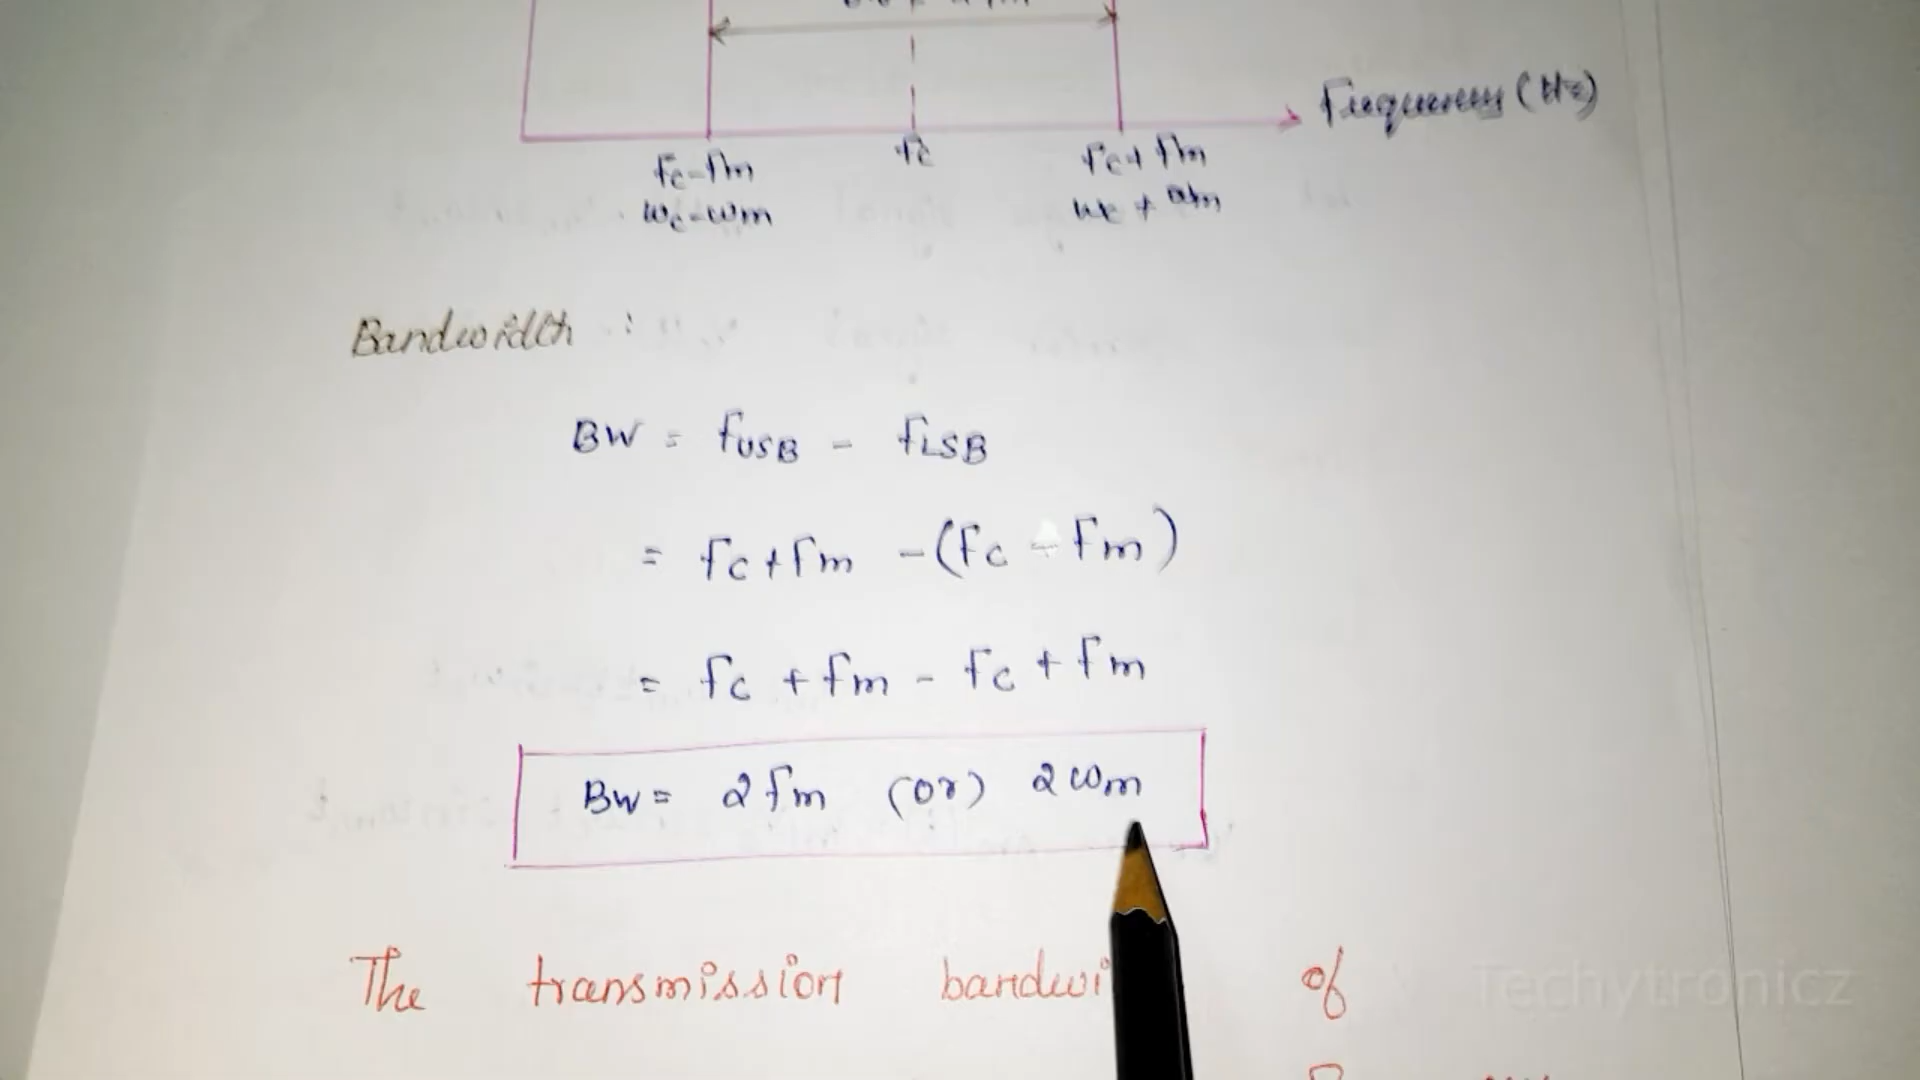 Frequency (Hz)
fc-fm fc fc+fm
wc-wm wc + wm
Bandwidth :
BW = fUSB - fLSB
= fc+fm -(fc - fm)
= fc + fm - fc + fm
BW = 2fm (or) 2wm
The transmission of
Techytronicz